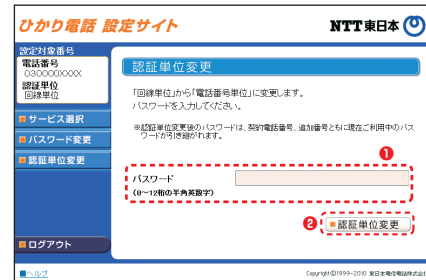 ひかり電話 設定サイト
NTT東日本
設定対象番号
電話番号
030000XXXX
認証単位
回線単位
サービス選択
パスワード変更
認証単位変更
ログアウト
認証単位変更
「回線単位」から「電話番号単位」に変更します。
パスワードを入力してください。
※認証単位変更後のパスワードは、契約電話番号、追加番号ともに現在ご利用中のパス
ワードが引き継がれます。
❶
パスワード
(8～12桁の半角英数字)
❷ 認証単位変更
ヘルプ
Copyright©1999-2010 東日本電信電話株式会社